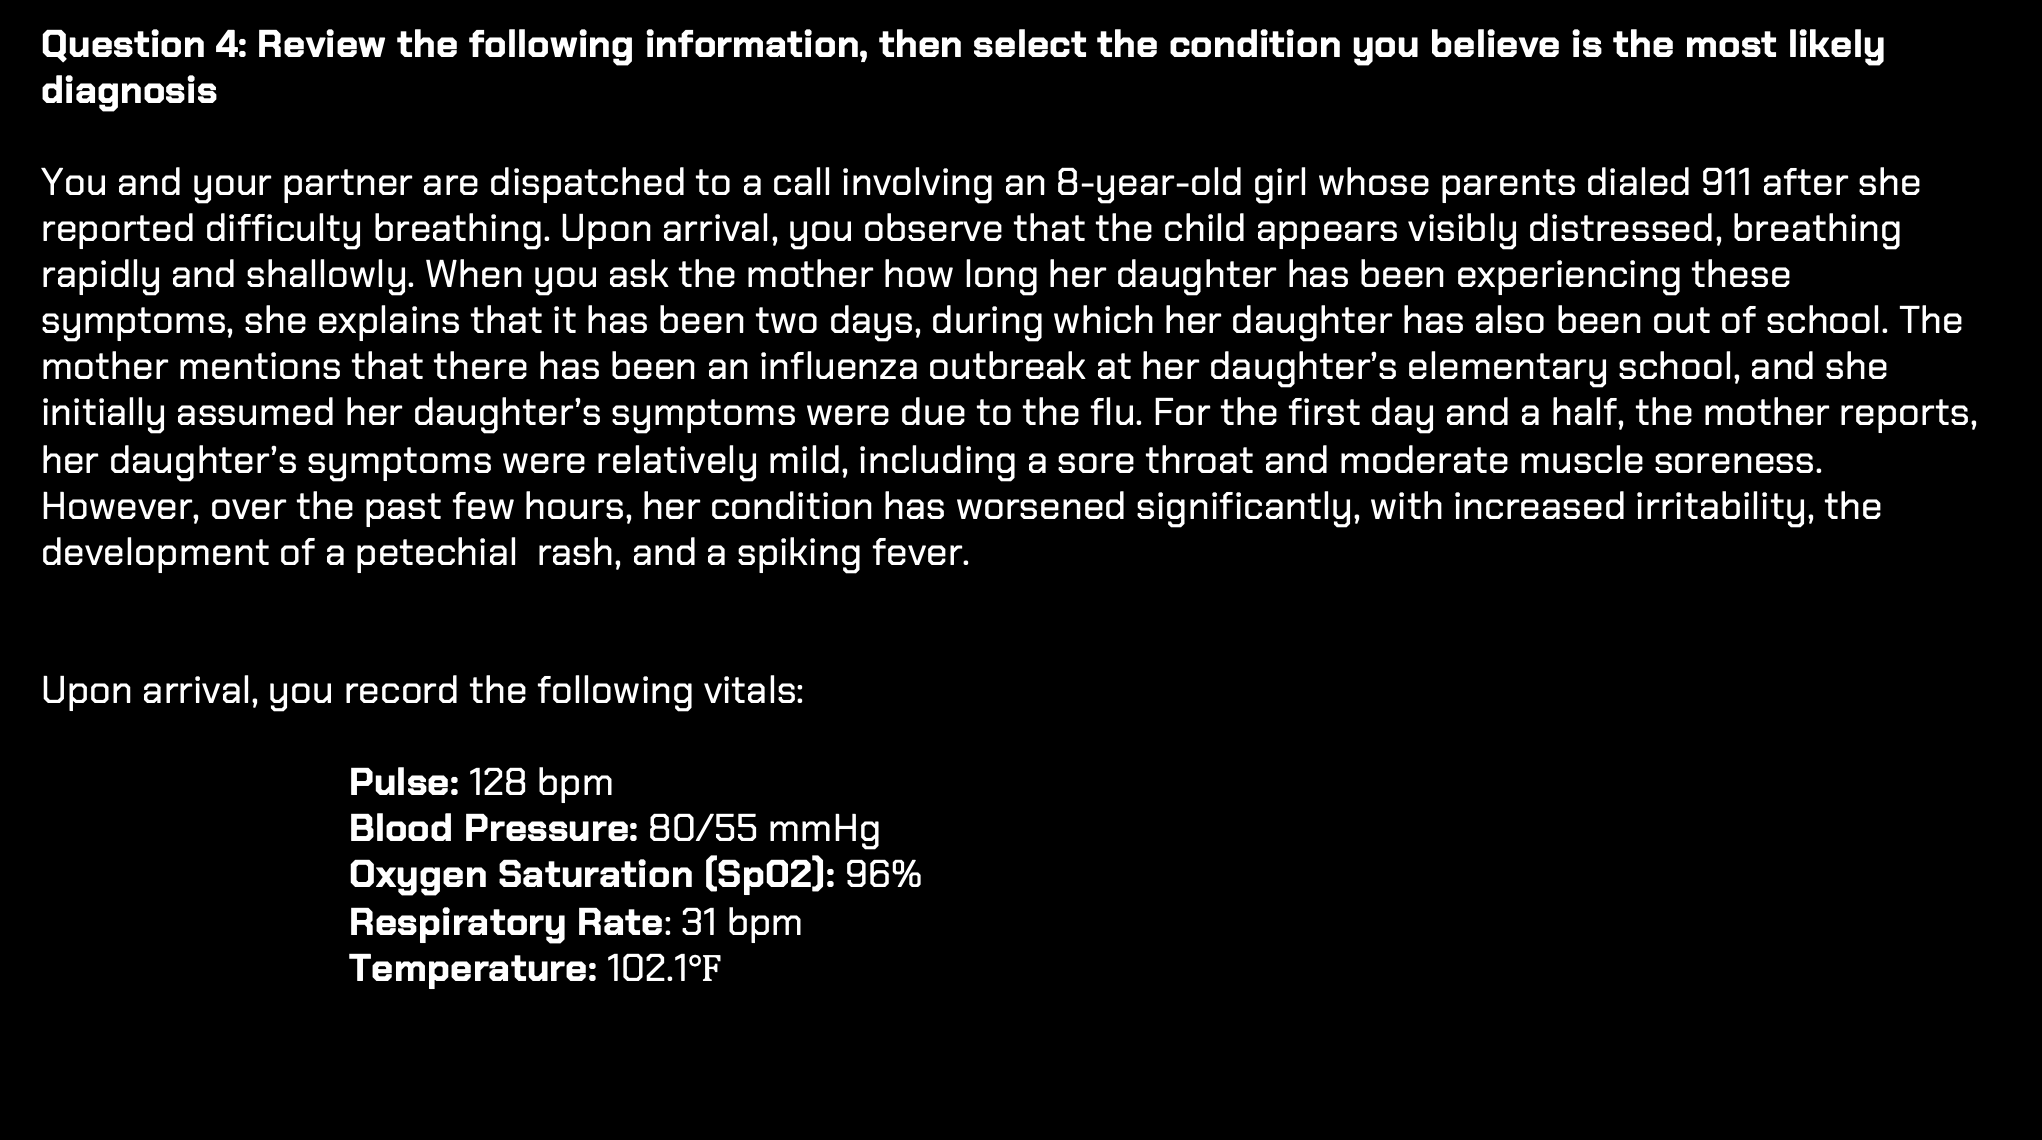 Question 4: Review the following information, then select the condition you believe is the most likely
diagnosis
You and your partner are dispatched to a call involving an 8-year-old girl whose parents dialed 911 after she
reported difficulty breathing. Upon arrival, you observe that the child appears visibly distressed, breathing
rapidly and shallowly. When you ask the mother how long her daughter has been experiencing these
symptoms, she explains that it has been two days, during which her daughter has also been out of school. The
mother mentions that there has been an influenza outbreak at her daughter’s elementary school, and she
initially assumed her daughter’s symptoms were due to the flu. For the first day and a half, the mother reports,
her daughter’s symptoms were relatively mild, including a sore throat and moderate muscle soreness.
However, over the past few hours, her condition has worsened significantly, with increased irritability, the
development of a petechial  rash, and a spiking fever.
Upon arrival, you record the following vitals:
Pulse: 128 bpm
Blood Pressure: 80/55 mmHg
Oxygen Saturation (SpO2): 96%
Respiratory Rate: 31 bpm
Temperature: 102.1°F